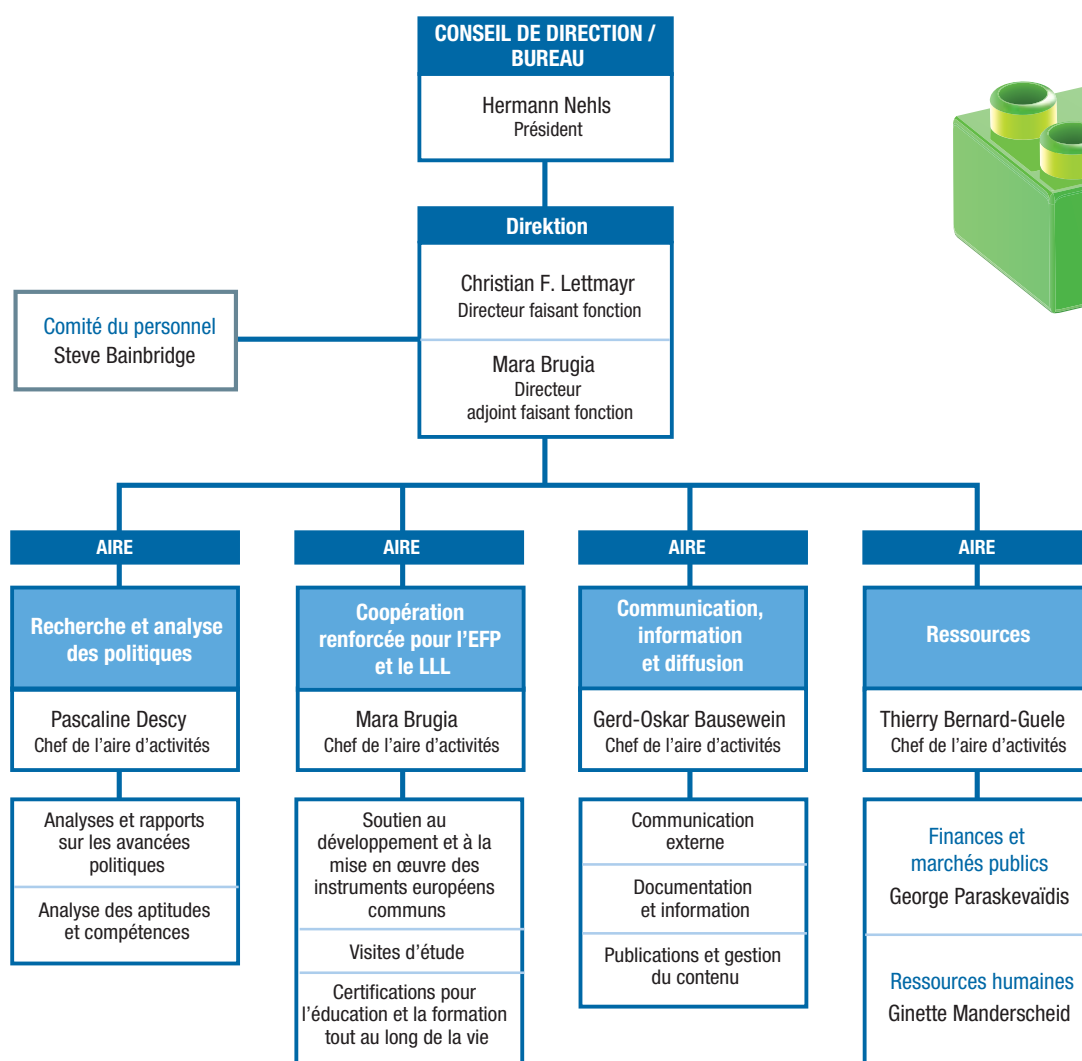 CONSEIL DE DIRECTION /
BUREAU
Hermann Nehls
Président
Direktion
Christian F. Lettmayr
Directeur faisant fonction
Mara Brugia
Directeur
adjoint faisant fonction
Comité du personnel
Steve Bainbridge
AIRE
Recherche et analyse
des politiques
Pascaline Descy
Chef de l’aire d’activités
Analyses et rapports
sur les avancées
politiques
Analyse des aptitudes
et compétences
AIRE
Coopération
renforcée pour l’EFP
et le LLL
Mara Brugia
Chef de l’aire d’activités
Soutien au
développement et à la
mise en œuvre des
instruments européens
communs
Visites d’étude
Certifications pour
l’éducation et la formation
tout au long de la vie
AIRE
Communication,
information
et diffusion
Gerd-Oskar Bausewein
Chef de l’aire d’activités
Communication
externe
Documentation
et information
Publications et gestion
du contenu
AIRE
Ressources
Thierry Bernard-Guele
Chef de l’aire d’activités
Finances et
marchés publics
George Paraskevaïdis
Ressources humaines
Ginette Manderscheid